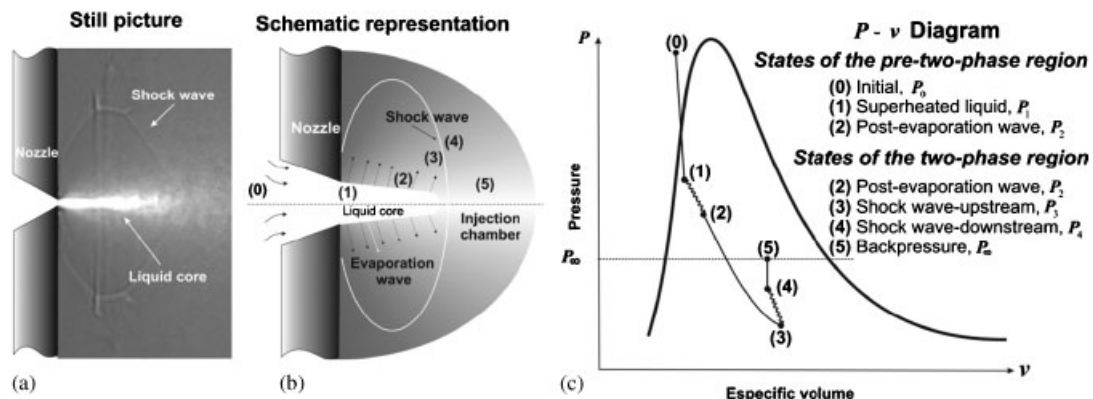 Still picture
Shock wave
Nozzle
Liquid core
(a)
Schematic representation
Nozzle
Shock wave
(4)
(3)
(0)
(1)
(2)
(5)
Liquid core
Injection
chamber
Evaporation
wave
(b)
P - v Diagram
States of the pre-two-phase region
(0) Initial, P₀
(1) Superheated liquid, P₁
(2) Post-evaporation wave, P₂
States of the two-phase region
(2) Post-evaporation wave, P₂
(3) Shock wave-upstream, P₃
(4) Shock wave-downstream, P₄
(5) Backpressure, P∞
P
(0)
(1)
(2)
Pressure
P∞
(5)
(4)
(3)
v
Especific volume
(c)